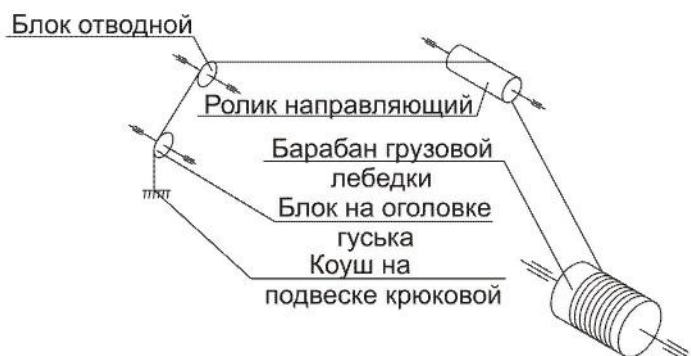 Блок отводной
Ролик направляющий
Барабан грузовой
лебедки
Блок на оголовке
гуська
Коуш на
подвеске крюковой